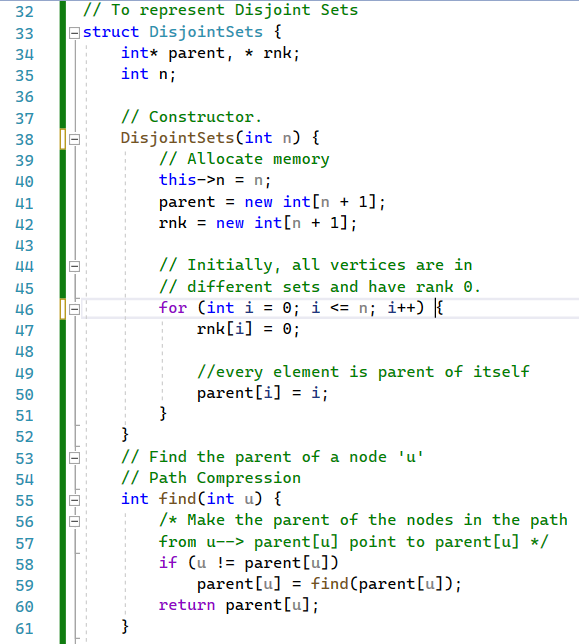 32 // To represent Disjoint Sets
33 struct DisjointSets {
34     int* parent, * rnk;
35     int n;
36
37     // Constructor.
38     DisjointSets(int n) {
39         // Allocate memory
40         this->n = n;
41         parent = new int[n + 1];
42         rnk = new int[n + 1];
43
44         // Initially, all vertices are in
45         // different sets and have rank 0.
46         for (int i = 0; i <= n; i++) {
47             rnk[i] = 0;
48
49             //every element is parent of itself
50             parent[i] = i;
51         }
52     }
53     // Find the parent of a node 'u'
54     // Path Compression
55     int find(int u) {
56         /* Make the parent of the nodes in the path
57         from u--> parent[u] point to parent[u] */
58         if (u != parent[u])
59             parent[u] = find(parent[u]);
60         return parent[u];
61     }